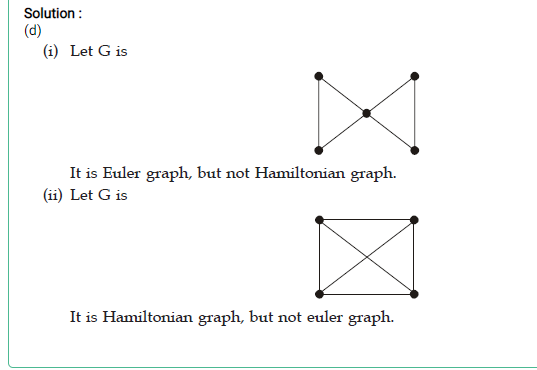 Solution :
(d)
(i) Let G is
It is Euler graph, but not Hamiltonian graph.
(ii) Let G is
It is Hamiltonian graph, but not euler graph.